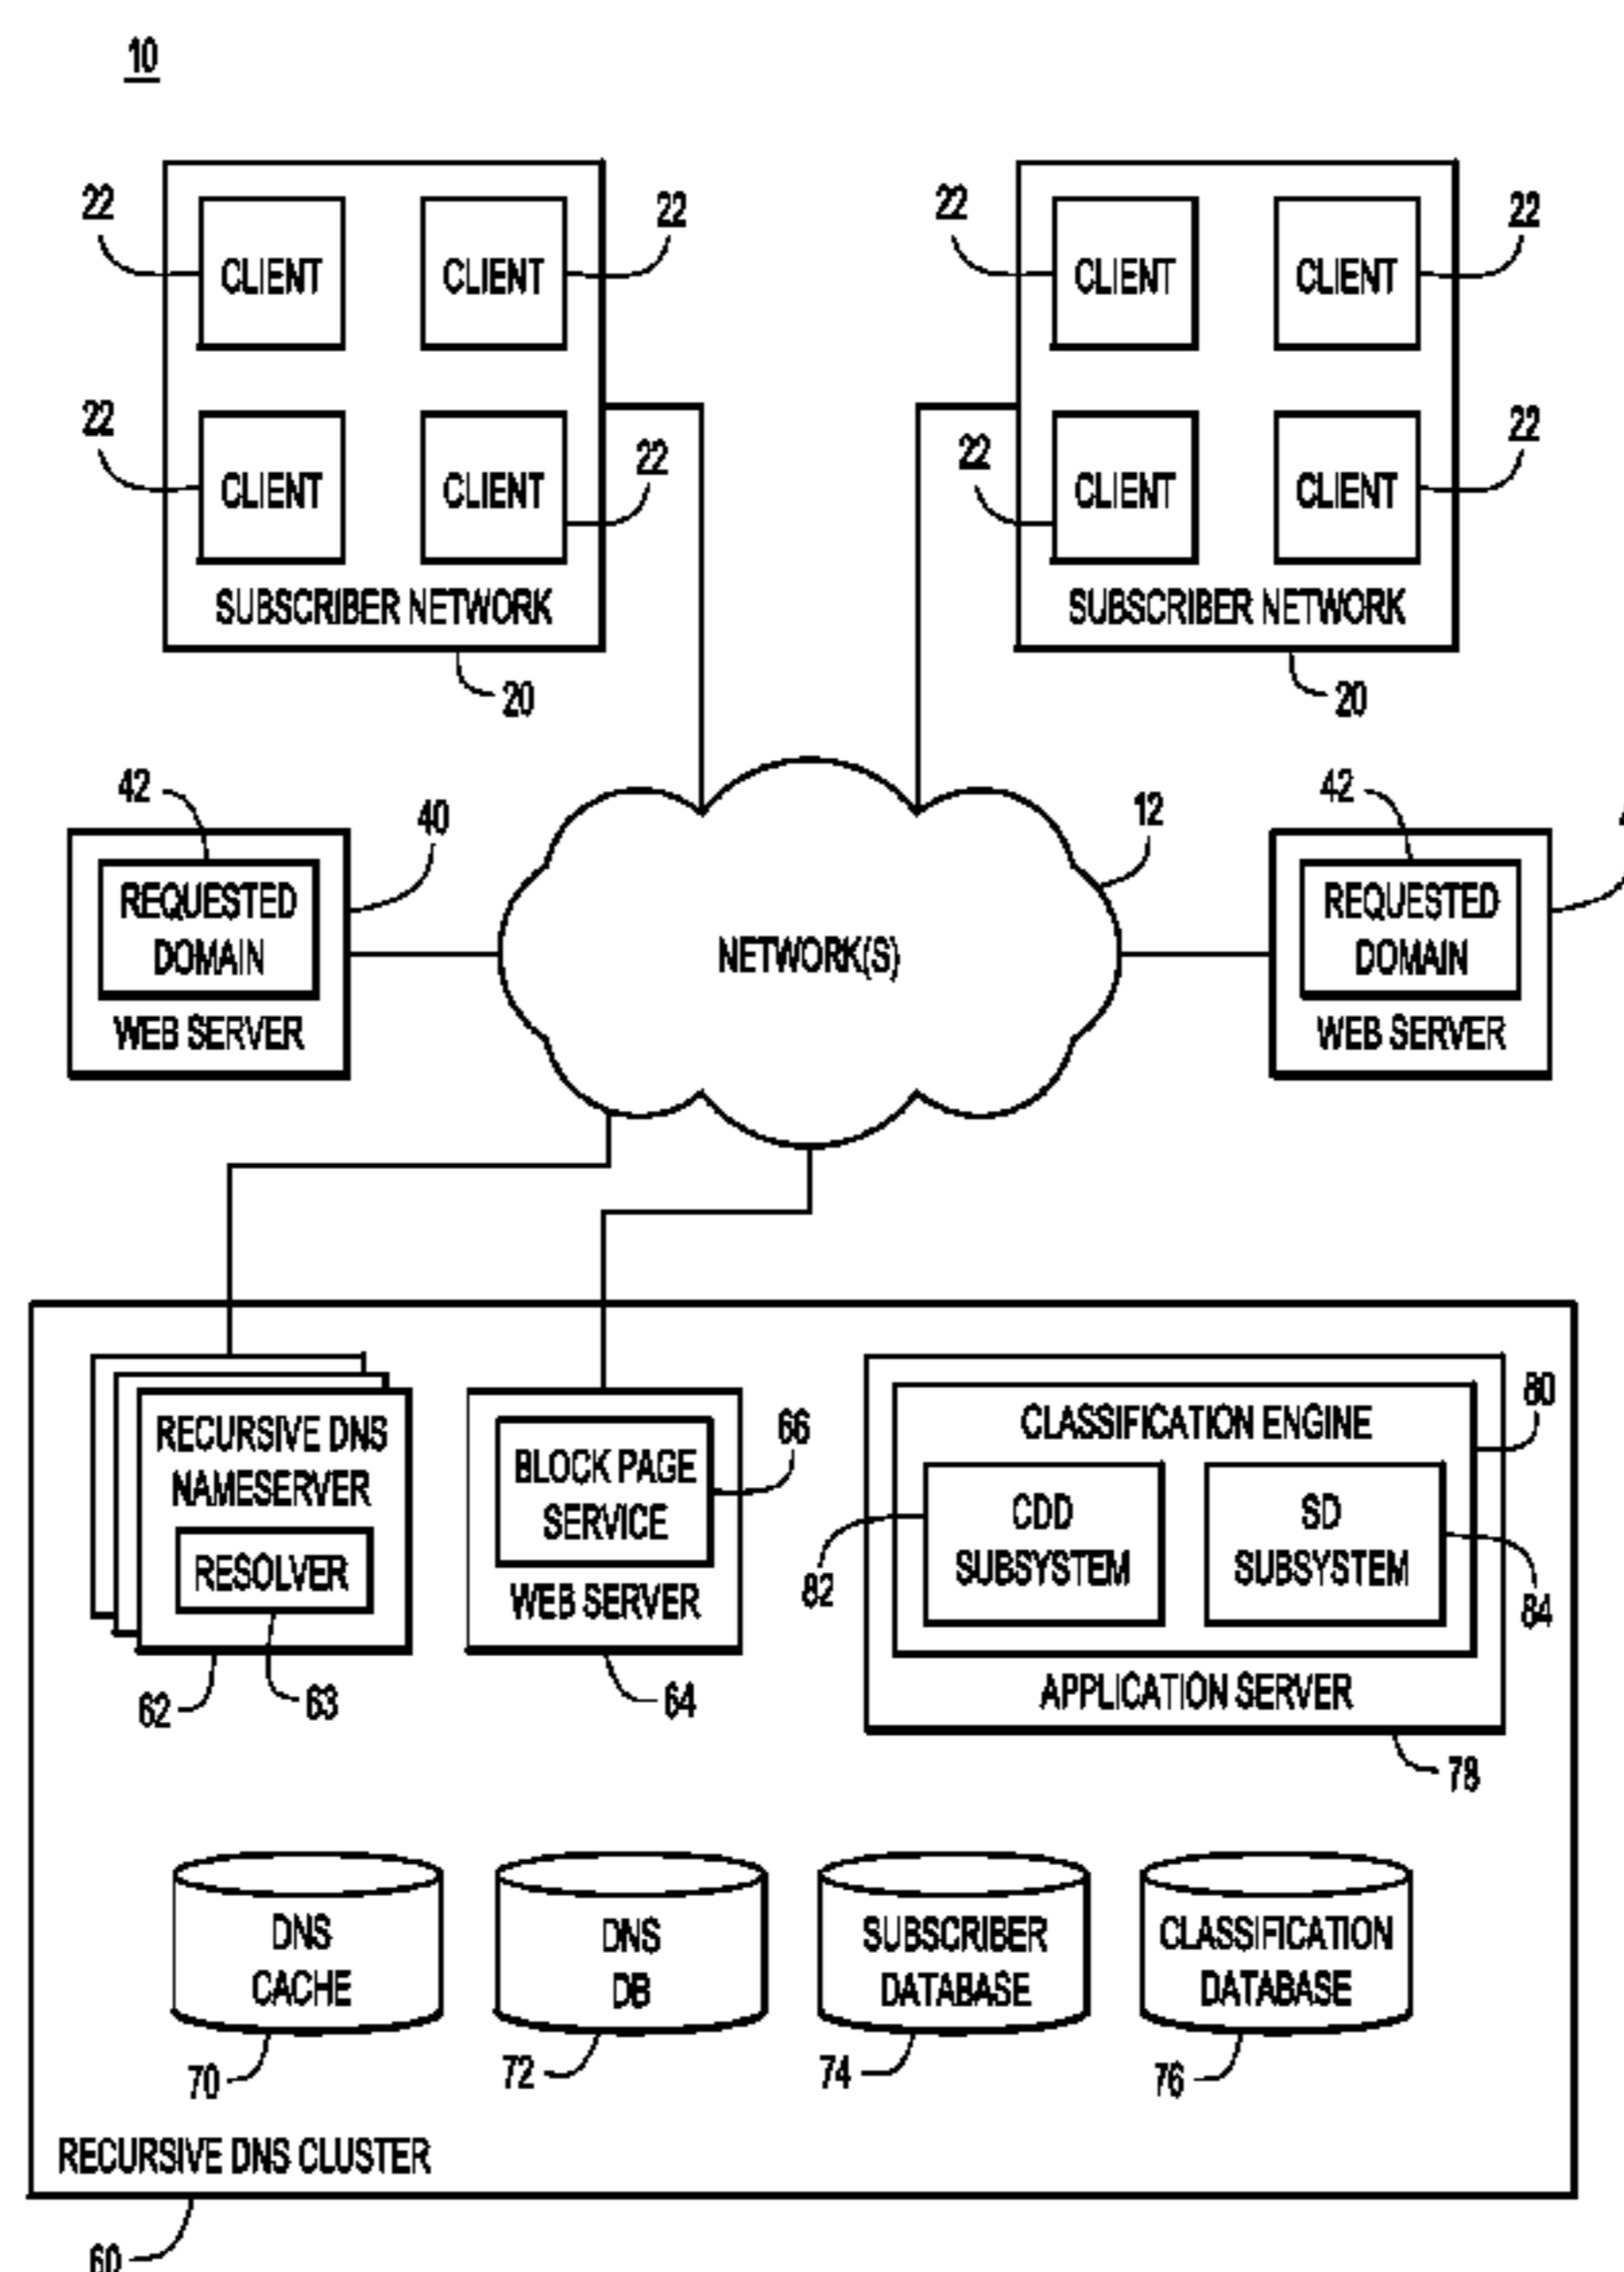 10
22
CLIENT
CLIENT
22
22
CLIENT
CLIENT
22
SUBSCRIBER NETWORK
20
22
CLIENT
CLIENT
22
22
CLIENT
CLIENT
22
SUBSCRIBER NETWORK
20
42
40
REQUESTED
DOMAIN
WEB SERVER
12
NETWORK(S)
42
REQUESTED
DOMAIN
WEB SERVER
RECURSIVE DNS
NAMESERVER
RESOLVER
62
63
BLOCK PAGE
SERVICE
66
WEB SERVER
64
CLASSIFICATION ENGINE
80
CDD
SUBSYSTEM
82
SD
SUBSYSTEM
84
APPLICATION SERVER
78
DNS
CACHE
70
DNS
DB
72
SUBSCRIBER
DATABASE
74
CLASSIFICATION
DATABASE
76
RECURSIVE DNS CLUSTER
60